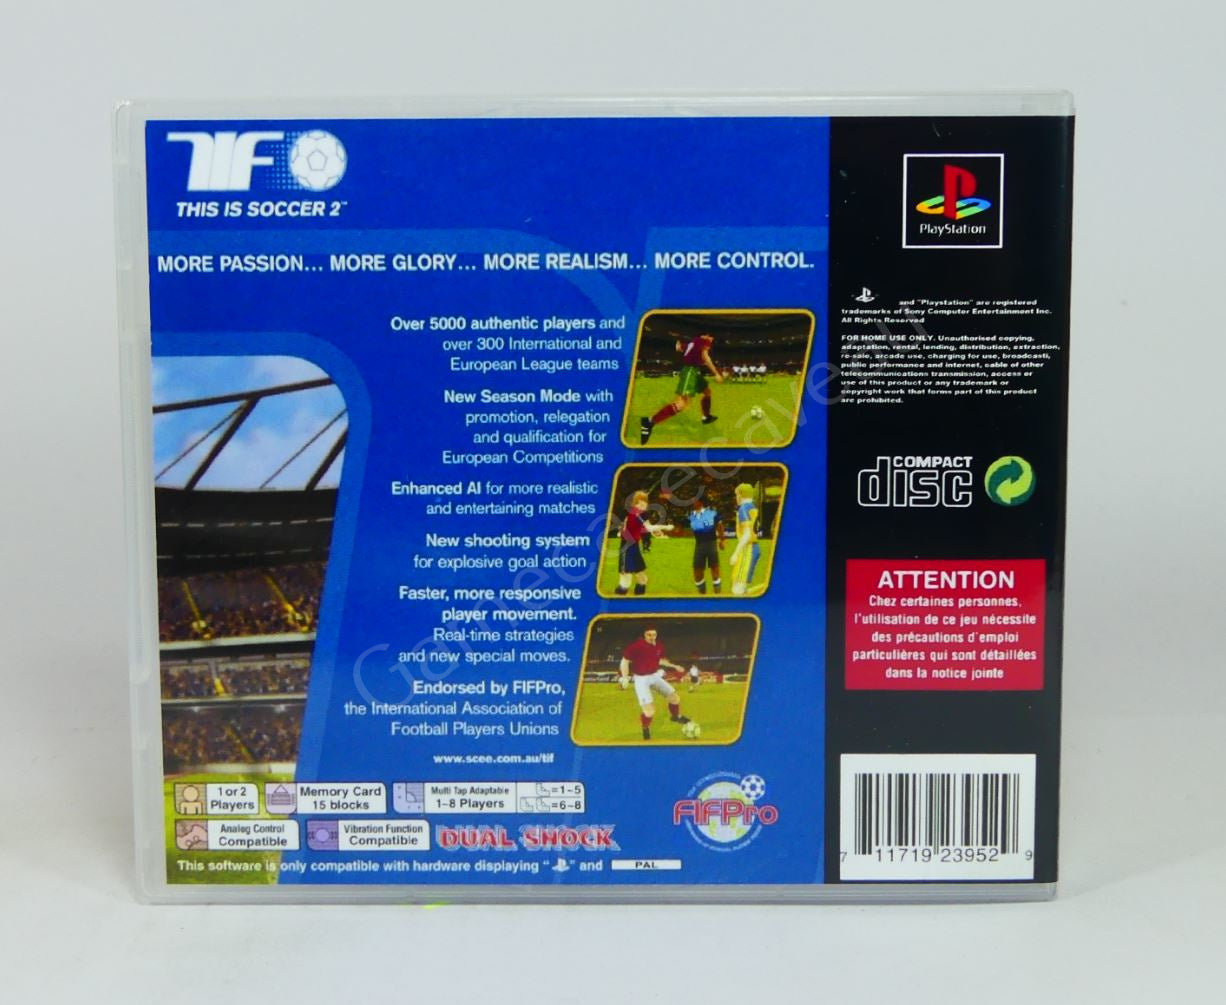 TIF
THIS IS SOCCER 2™
MORE PASSION... MORE GLORY... MORE REALISM... MORE CONTROL.
Over 5000 authentic players and
over 300 International and
European League teams
New Season Mode with
promotion, relegation
and qualification for
European Competitions
Enhanced AI for more realistic
and entertaining matches
New shooting system
for explosive goal action
Faster, more responsive
player movement.
Real-time strategies
and new special moves.
Endorsed by FIFPro,
the International Association of
Football Players Unions
www.scee.com.au/tif
1 or 2
Players
Memory Card
15 blocks
Multi Tap Adaptable
1-8 Players
=1-5
=6-8
Analog Control
Compatible
Vibration Function
Compatible
DUAL SHOCK
FIFPro
This software is only compatible with hardware displaying " " and PAL
PlayStation
and "Playstation" are registered
trademarks of Sony Computer Entertainment Inc.
All Rights Reserved
FOR HOME USE ONLY. Unauthorised copying,
adaptation, rental, lending, distribution, extraction,
re-sale, arcade use, charging for use, broadcasti,
public performance and internet, cable of other
telecommunications transmission, access er
use of this product or any trademark or
copyright work that forms part of this product
are prohibited.
COMPACT
disc
ATTENTION
Chez certaines personnes,
l'utilisation de ce jeu nécessite
des précautions d'emploi
particulières qui sont détaillées
dans la notice jointe
7 11719 23952 9